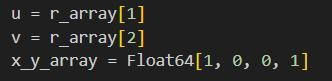 u = r_array[1]
v = r_array[2]
x_y_array = Float64[1, 0, 0, 1]